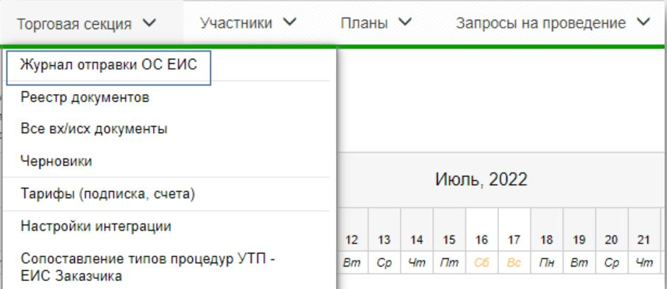 Торговая секция Участники Планы Запросы на проведение
Журнал отправки ОС ЕИС
Реестр документов
Все вх/исх документы
Черновики
Тарифы (подписка, счета)
Июль, 2022
Настройки интеграции
12 13 14 15 16 17 18 19 20 21
Сопоставление типов процедур УТП -
ЕИС Заказчика
Вт Ср Чт Пт Сб Вс Пн Вт Ср Чт